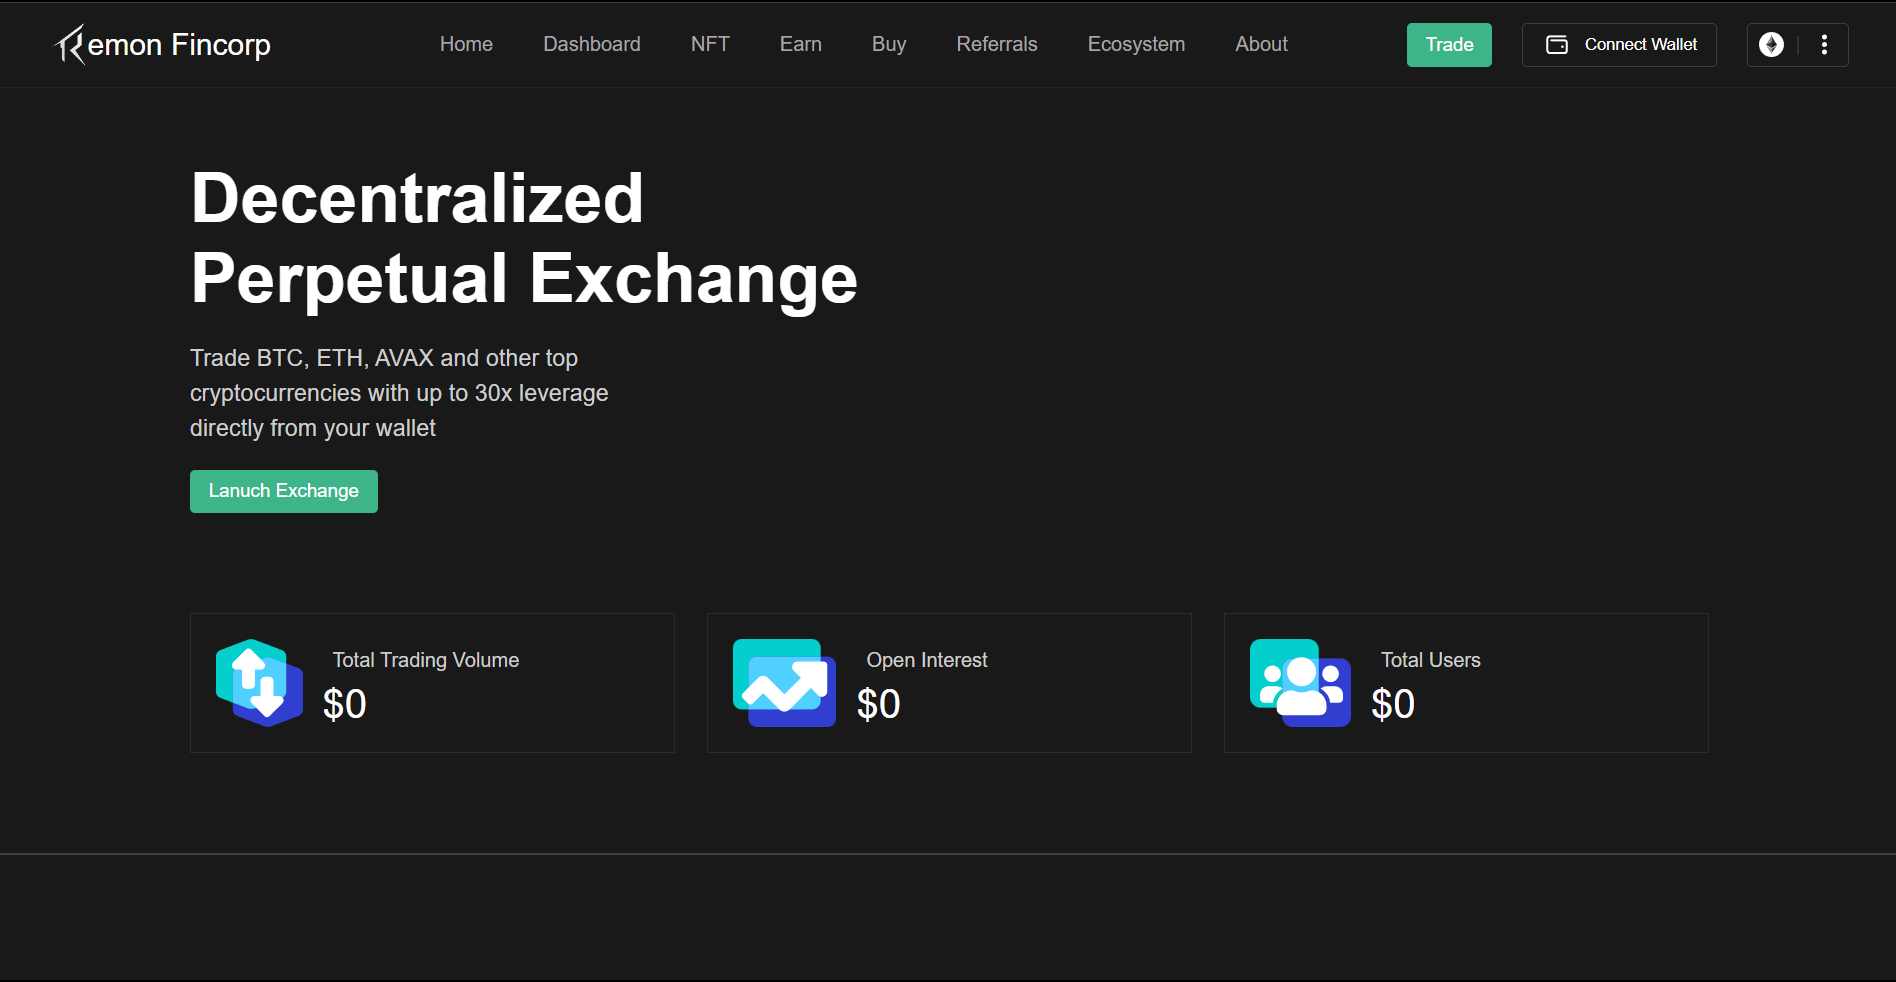 Remon Fincorp
Home
Dashboard
NFT
Earn
Buy
Referrals
Ecosystem
About
Trade
Connect Wallet
Decentralized
Perpetual Exchange
Trade BTC, ETH, AVAX and other top
cryptocurrencies with up to 30x leverage
directly from your wallet
Lanuch Exchange
Total Trading Volume
$0
Open Interest
$0
Total Users
$0